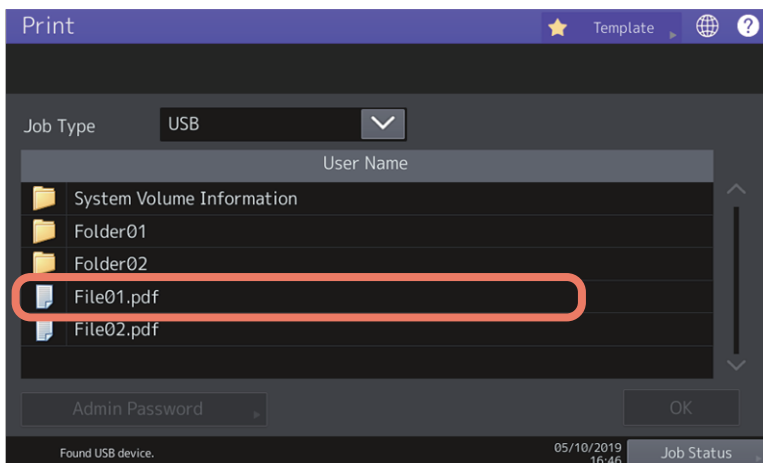 Print
Template
?
Job Type
USB
User Name
System Volume Information
Folder01
Folder02
File01.pdf
File02.pdf
Admin Password
OK
Found USB device.
05/10/2019
16:46
Job Status